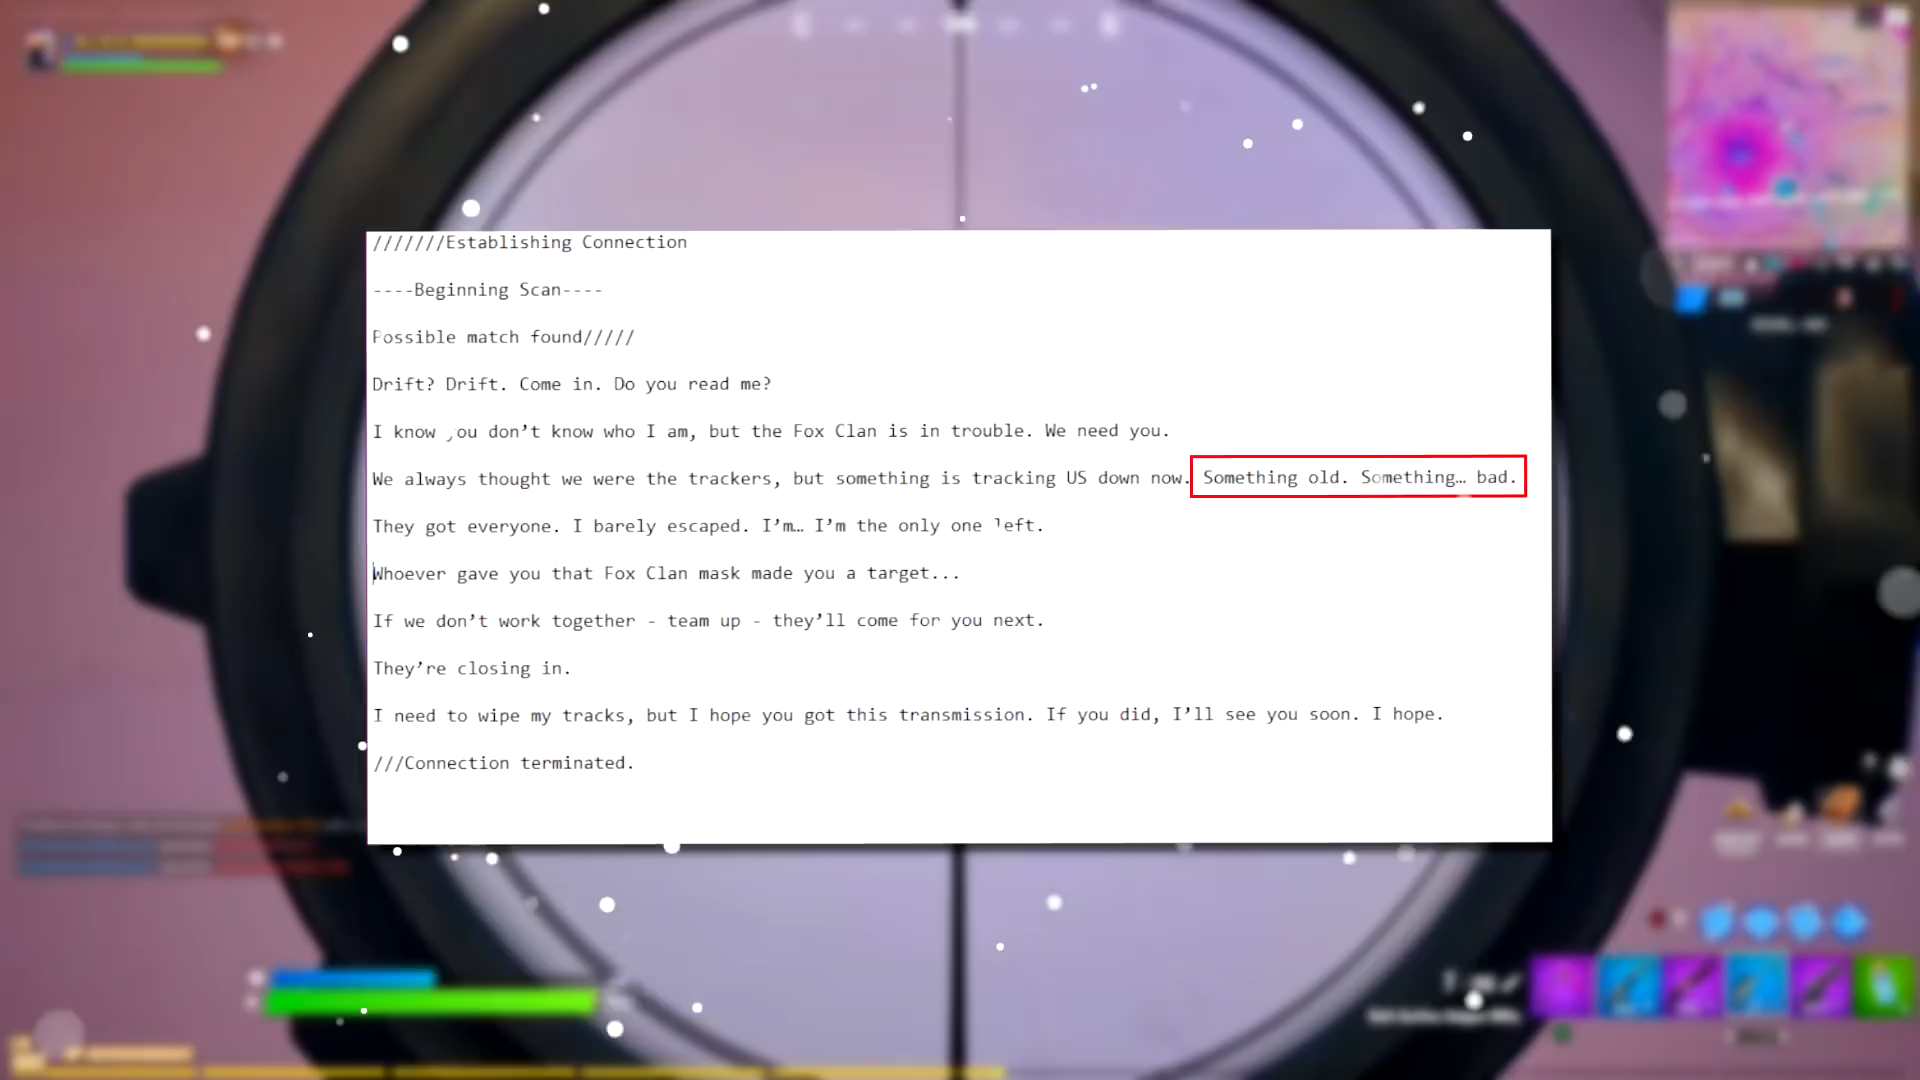 ///////Establishing Connection
----Beginning Scan----
Possible match found/////
Drift? Drift. Come in. Do you read me?
I know you don’t know who I am, but the Fox Clan is in trouble. We need you.
We always thought we were the trackers, but something is tracking US down now. Something old. Something… bad.
They got everyone. I barely escaped. I’m… I’m the only one left.
Whoever gave you that Fox Clan mask made you a target...
If we don’t work together - team up - they’ll come for you next.
They’re closing in.
I need to wipe my tracks, but I hope you got this transmission. If you did, I’ll see you soon. I hope.
///Connection terminated.